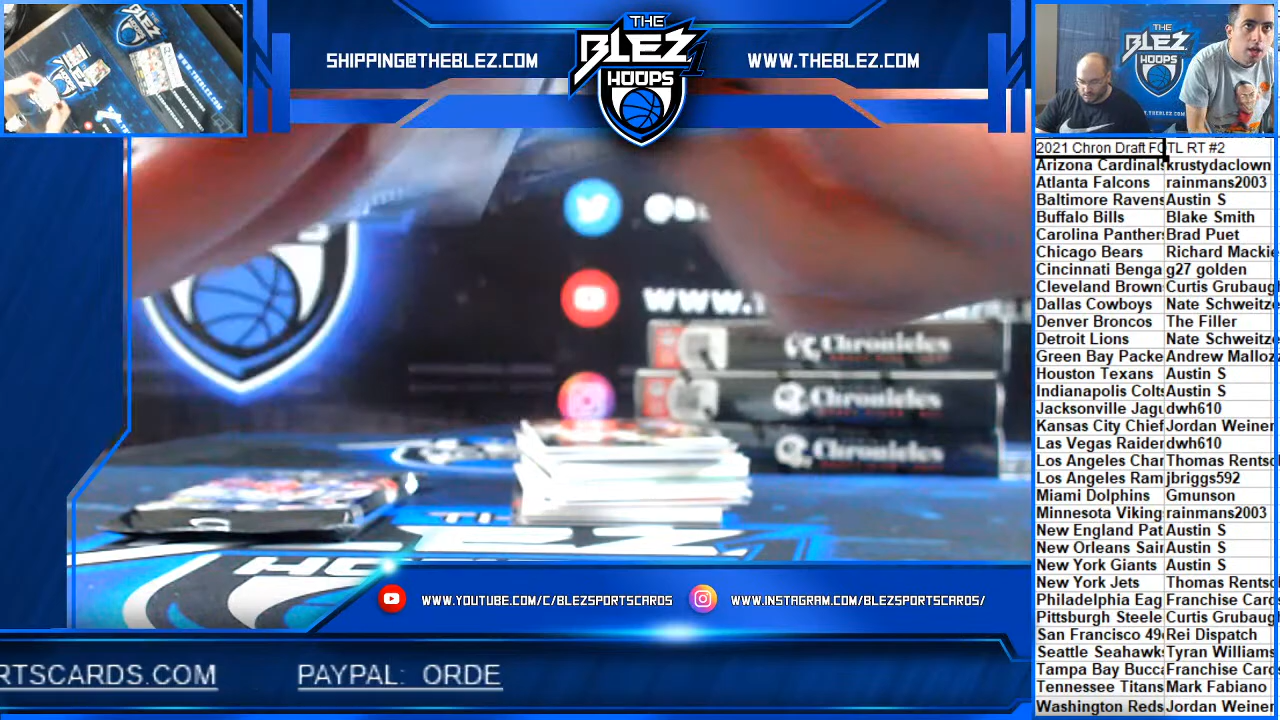 SHIPPING@THEBLEZ.COM
THE
BLEZ
HOOPS
WWW.THEBLEZ.COM
BLEZ
HOOPS
2021 Chron Draft FOTL RT #2
Arizona Cardinals krustydaclown
Atlanta Falcons rainmans2003
Baltimore Ravens Austin S
Buffalo Bills Blake Smith
Carolina Panther Brad Puet
Chicago Bears Richard Mackie
Cincinnati Benga g27 golden
Cleveland Brown Curtis Grubaug
Dallas Cowboys Nate Schweitze
Denver Broncos The Filler
Detroit Lions Nate Schweitze
Green Bay Packe Andrew Malloz
Houston Texans Austin S
Indianapolis Colts Austin S
Jacksonville Jagu dwh610
Kansas City Chief Jordan Weiner
Las Vegas Raider dwh610
Los Angeles Char Thomas Rentsc
Los Angeles Ram jbriggs592
Miami Dolphins Gmunson
Minnesota Viking rainmans2003
New England Pat Austin S
New Orleans Sai Austin S
New York Giants Austin S
New York Jets Thomas Rentsc
Philadelphia Eag Franchise Card
Pittsburgh Steele Curtis Grubaug
San Francisco 49 Rei Dispatch
Seattle Seahawk Tyran Williams
Tampa Bay Bucca Franchise Card
Tennessee Titans Mark Fabiano
Washington Reds Jordan Weiner
www.
Chronicles
Chronicles
Chronicles
WWW.YOUTUBE.COM/C/BLEZSPORTSCARDS
WWW.INSTAGRAM.COM/BLEZSPORTSCARDS/
RTSCARDS.COM
PAYPAL: ORDE